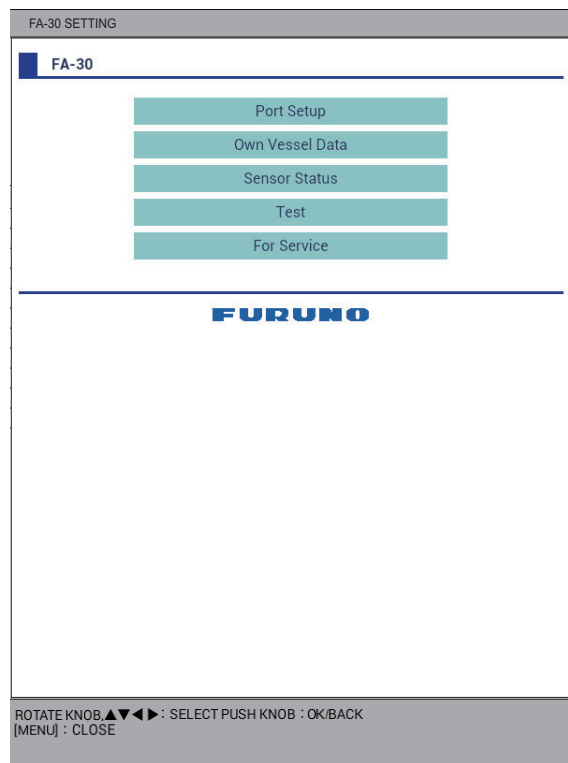 FA-30 SETTING
FA-30
Port Setup
Own Vessel Data
Sensor Status
Test
For Service
FURUNO
ROTATE KNOB,▲▼◀ ▶: SELECT PUSH KNOB : OK/BACK
[MENU] : CLOSE